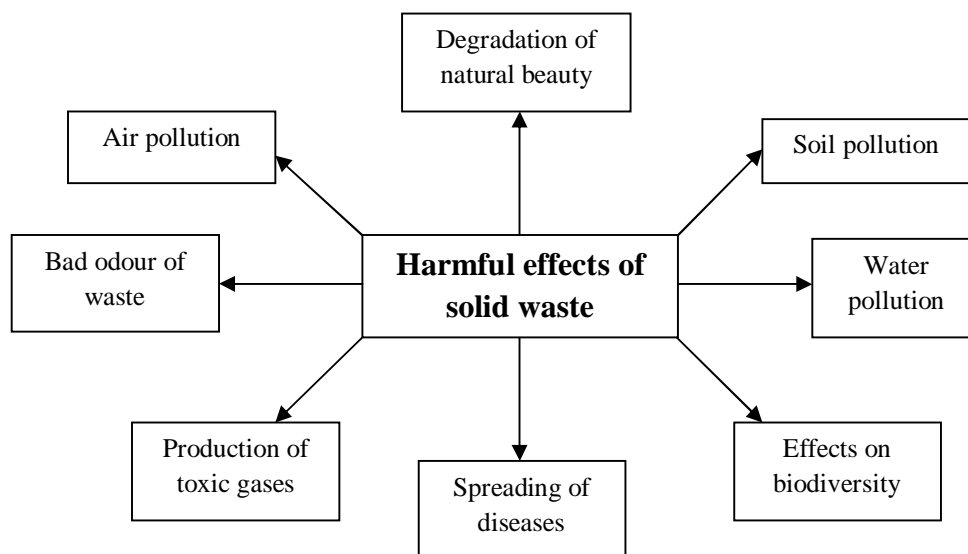 Degradation of
natural beauty
Air pollution
Soil pollution
Bad odour of
waste
Harmful effects of
solid waste
Water
pollution
Production of
toxic gases
Spreading of
diseases
Effects on
biodiversity